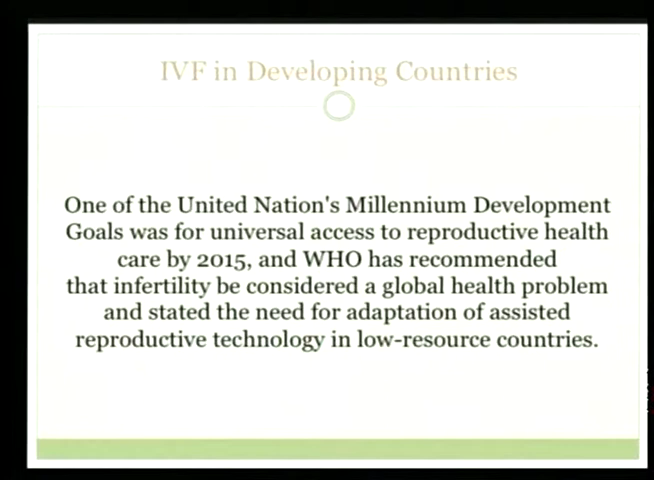 IVF in Developing Countries
One of the United Nation's Millennium Development
Goals was for universal access to reproductive health
care by 2015, and WHO has recommended
that infertility be considered a global health problem
and stated the need for adaptation of assisted
reproductive technology in low-resource countries.